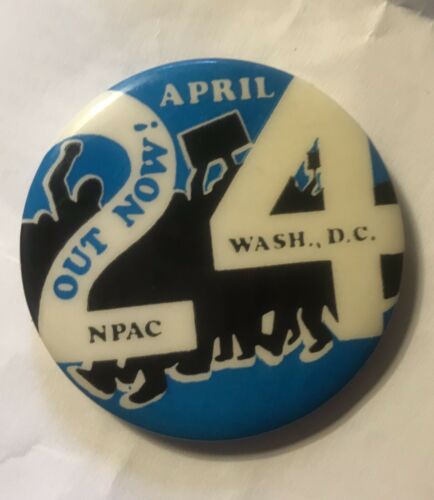 APRIL
24
OUT NOW!
WASH., D.C.
NPAC